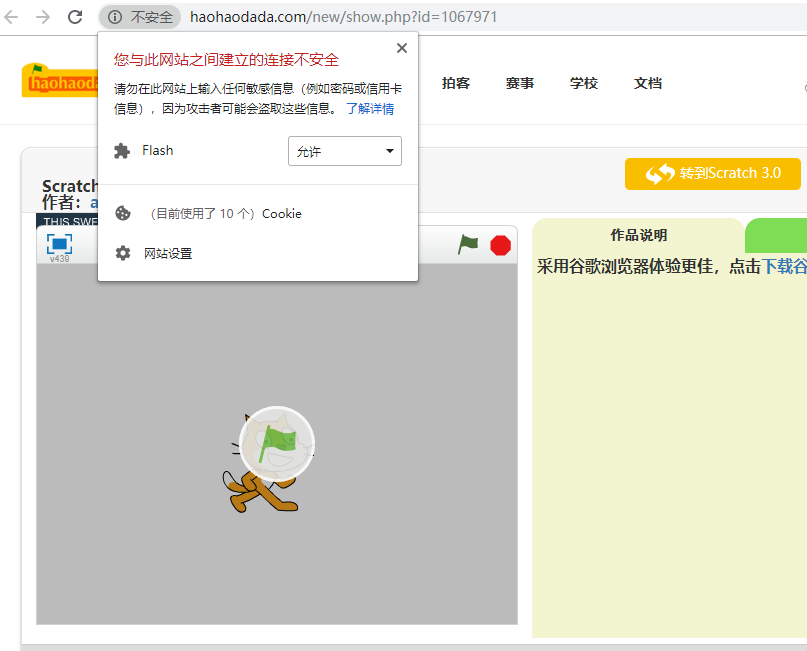 不安全 haohaodada.com/new/show.php?id=1067971
您与此网站之间建立的连接不安全
请勿在此网站上输入任何敏感信息（例如密码或信用卡
信息），因为攻击者可能会盗取这些信息。 了解详情
Flash 允许
（目前使用了 10 个）Cookie
网站设置
haohaoda
拍客 赛事 学校 文档
Scratch
作者： a
转到Scratch 3.0
THIS SWE
v439
作品说明
采用谷歌浏览器体验更佳，点击下载谷